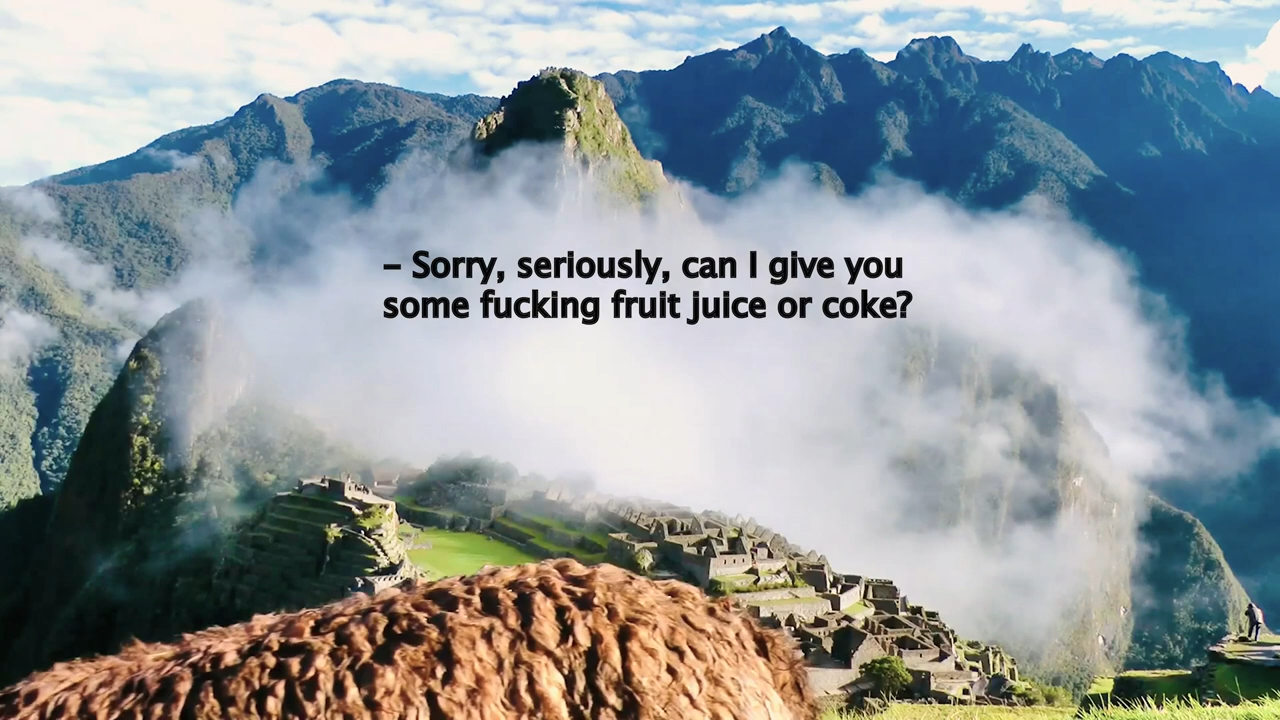 – Sorry, seriously, can I give you
some fucking fruit juice or coke?